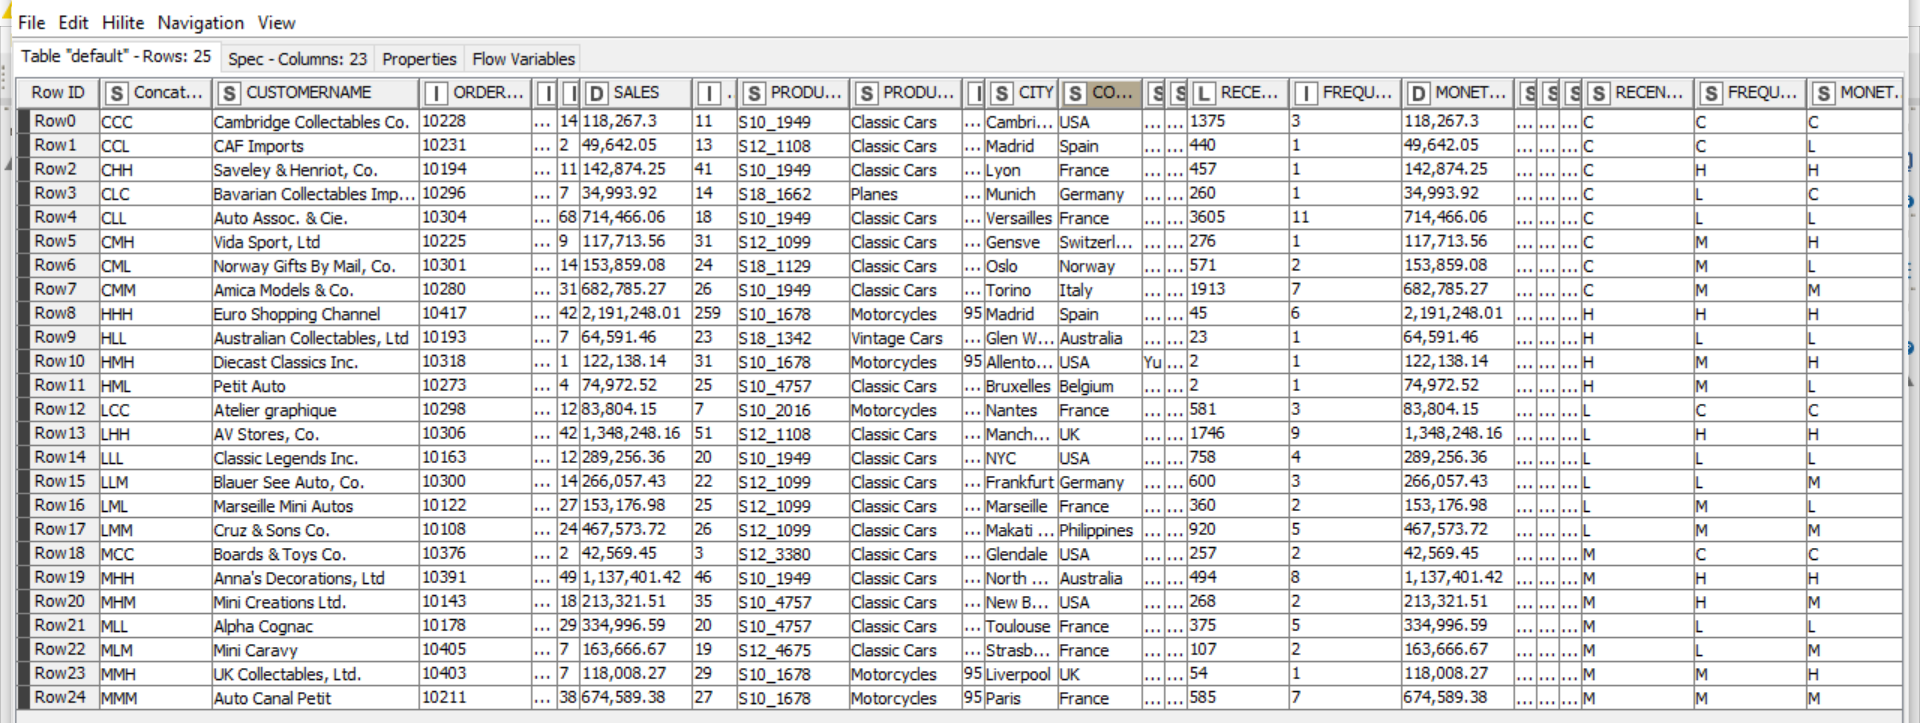 File Edit Hilite Navigation View
Table "default" - Rows: 25 Spec - Columns: 23 Properties Flow Variables
Row ID S Concat... S CUSTOMERNAME I ORDER... I I D SALES I . S PRODU... S PRODU... I S CITY S CO... S S L RECE... I FREQU... D MONET... S S S S RECEN... S FREQU... S MONET.
Row0 CCC Cambridge Collectables Co. 10228 ... 14 118,267.3 11 S10_1949 Classic Cars ... Cambri... USA ... ... 1375 3 118,267.3 ... ... ... C C C
Row1 CCL CAF Imports 10231 ... 2 49,642.05 13 S12_1108 Classic Cars ... Madrid Spain ... ... 440 1 49,642.05 ... ... ... C C L
Row2 CHH Saveley & Henriot, Co. 10194 ... 11 142,874.25 41 S10_1949 Classic Cars ... Lyon France ... ... 457 1 142,874.25 ... ... ... C H H
Row3 CLC Bavarian Collectables Imp... 10296 ... 7 34,993.92 14 S18_1662 Planes ... Munich Germany ... ... 260 1 34,993.92 ... ... ... C L C
Row4 CLL Auto Assoc. & Cie. 10304 ... 68 714,466.06 18 S10_1949 Classic Cars ... Versailles France ... ... 3605 11 714,466.06 ... ... ... C L L
Row5 CMH Vida Sport, Ltd 10225 ... 9 117,713.56 31 S12_1099 Classic Cars ... Gensve Switzerl... ... ... 276 1 117,713.56 ... ... ... C M H
Row6 CML Norway Gifts By Mail, Co. 10301 ... 14 153,859.08 24 S18_1129 Classic Cars ... Oslo Norway ... ... 571 2 153,859.08 ... ... ... C M L
Row7 CMM Amica Models & Co. 10280 ... 31 682,785.27 26 S10_1949 Classic Cars ... Torino Italy ... ... 1913 7 682,785.27 ... ... ... C M M
Row8 HHH Euro Shopping Channel 10417 ... 42 2,191,248.01 259 S10_1678 Motorcycles 95 Madrid Spain ... ... 45 6 2,191,248.01 ... ... ... H H H
Row9 HLL Australian Collectables, Ltd 10193 ... 7 64,591.46 23 S18_1342 Vintage Cars ... Glen W... Australia ... ... 23 1 64,591.46 ... ... ... H L L
Row10 HMH Diecast Classics Inc. 10318 ... 1 122,138.14 31 S10_1678 Motorcycles 95 Allento... USA Yu ... 2 1 122,138.14 ... ... ... H M H
Row11 HML Petit Auto 10273 ... 4 74,972.52 25 S10_4757 Classic Cars ... Bruxelles Belgium ... ... 2 1 74,972.52 ... ... ... H M L
Row12 LCC Atelier graphique 10298 ... 12 83,804.15 7 S10_2016 Motorcycles ... Nantes France ... ... 581 3 83,804.15 ... ... ... L C C
Row13 LHH AV Stores, Co. 10306 ... 42 1,348,248.16 51 S12_1108 Classic Cars ... Manch... UK ... ... 1746 9 1,348,248.16 ... ... ... L H H
Row14 LLL Classic Legends Inc. 10163 ... 12 289,256.36 20 S10_1949 Classic Cars ... NYC USA ... ... 758 4 289,256.36 ... ... ... L L L
Row15 LLM Blauer See Auto, Co. 10300 ... 14 266,057.43 22 S12_1099 Classic Cars ... Frankfurt Germany ... ... 600 3 266,057.43 ... ... ... L L M
Row16 LML Marseille Mini Autos 10122 ... 27 153,176.98 25 S12_1099 Classic Cars ... Marseille France ... ... 360 2 153,176.98 ... ... ... L M L
Row17 LMM Cruz & Sons Co. 10108 ... 24 467,573.72 26 S12_1099 Classic Cars ... Makati ... Philippines ... ... 920 5 467,573.72 ... ... ... L M M
Row18 MCC Boards & Toys Co. 10376 ... 2 42,569.45 3 S12_3380 Classic Cars ... Glendale USA ... ... 257 2 42,569.45 ... ... ... M C C
Row19 MHH Anna's Decorations, Ltd 10391 ... 49 1,137,401.42 46 S10_1949 Classic Cars ... North ... Australia ... ... 494 8 1,137,401.42 ... ... ... M H H
Row20 MHM Mini Creations Ltd. 10143 ... 18 213,321.51 35 S10_4757 Classic Cars ... New B... USA ... ... 268 2 213,321.51 ... ... ... M H M
Row21 MLL Alpha Cognac 10178 ... 29 334,996.59 20 S10_4757 Classic Cars ... Toulouse France ... ... 375 5 334,996.59 ... ... ... M L L
Row22 MLM Mini Caravy 10405 ... 7 163,666.67 19 S12_4675 Classic Cars ... Strasb... France ... ... 107 2 163,666.67 ... ... ... M L M
Row23 MMH UK Collectables, Ltd. 10403 ... 7 118,008.27 29 S10_1678 Motorcycles 95 Liverpool UK ... ... 54 1 118,008.27 ... ... ... M M H
Row24 MMM Auto Canal Petit 10211 ... 38 674,589.38 27 S10_1678 Motorcycles 95 Paris France ... ... 585 7 674,589.38 ... ... ... M M M